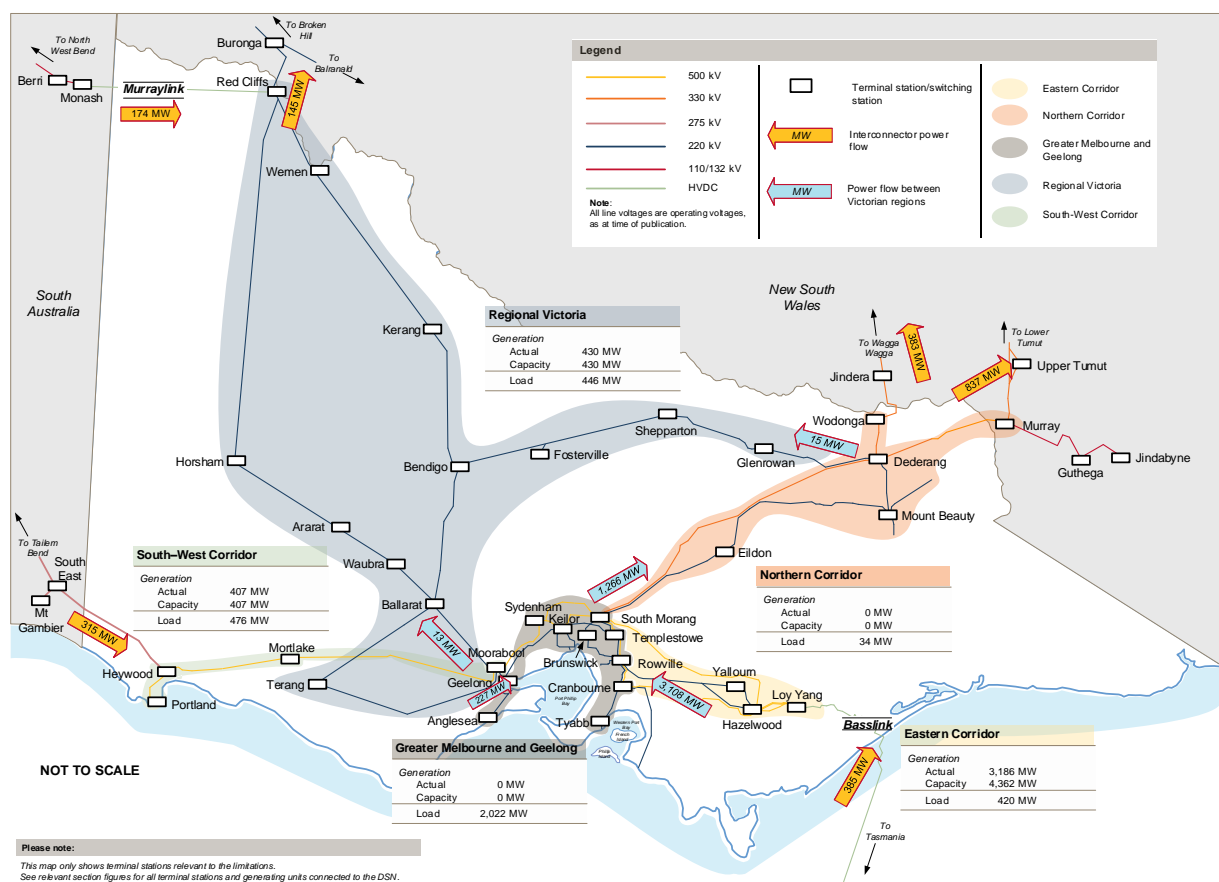 To Broken
Hill
Buronga
To North
West Bend
To
Balranald
Berri
Monash
Murraylink
174 MW
Red Cliffs
145 MW
Wemen
Legend
500 kV
330 kV
275 kV
220 kV
110/132 kV
HVDC
Note:
All line voltages are operating voltages,
as at time of publication.
Terminal station/switching
station
MW
Interconnector power
flow
MW
Power flow between
Victorian regions
Eastern Corridor
Northern Corridor
Greater Melbourne and
Geelong
Regional Victoria
South-West Corridor
South
Australia
New South
Wales
Kerang
Regional Victoria
Generation
Actual 430 MW
Capacity 430 MW
Load 446 MW
To Wagga
Wagga
383 MW
To Lower
Tumut
Jindera
837 MW
Upper Tumut
Wodonga
Murray
Shepparton
15 MW
Glenrowan
Dederang
Guthega
Jindabyne
Horsham
Bendigo
Fosterville
Mount Beauty
Ararat
Eildon
To Tailem
Bend
South
East
Mt
Gambier
315 MW
South–West Corridor
Generation
Actual 407 MW
Capacity 407 MW
Load 476 MW
Waubra
Ballarat
1,266 MW
Northern Corridor
Generation
Actual 0 MW
Capacity 0 MW
Load 34 MW
Sydenham
Keilor
South Morang
Templestowe
13 MW
Moorabool
Brunswick
Rowville
Mortlake
Heywood
Portland
Terang
Geelong
227 MW
Anglesea
Port Phillip
Bay
Cranbourne
3,108 MW
Yallourn
Loy Yang
Hazelwood
Tyabb
Western Port
Bay
French
Island
Philip
Island
Basslink
385 MW
Eastern Corridor
Generation
Actual 3,186 MW
Capacity 4,362 MW
Load 420 MW
Greater Melbourne and Geelong
Generation
Actual 0 MW
Capacity 0 MW
Load 2,022 MW
NOT TO SCALE
To
Tasmania
Please note:
This map only shows terminal stations relevant to the limitations.
See relevant section figures for all terminal stations and generating units connected to the DSN.